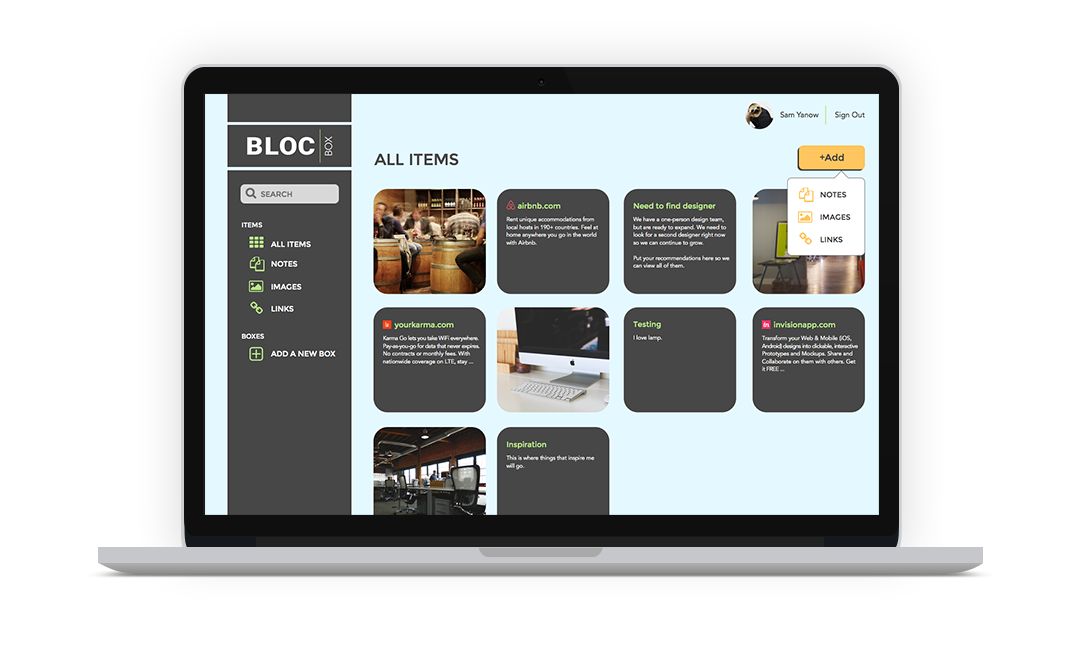 Sam Yanow
Sign Out
BLOC
BOX
SEARCH
ITEMS
ALL ITEMS
NOTES
IMAGES
LINKS
BOXES
ADD A NEW BOX
ALL ITEMS
+Add
NOTES
IMAGES
LINKS
airbnb.com
Rent unique accommodations from
local hosts in 190+ countries. Feel at
home anywhere you go in the world
with Airbnb.
Need to find designer
We have a one-person design team,
but are ready to expand. We need to
look for a second designer right now
so we can continue to grow.
Put your recommendations here so we
can view all of them.
yourkarma.com
Karma Go lets you take WiFi everywhere.
Pay-as-you-go for data that never expires.
No contracts or monthly fees. With
nationwide coverage on LTE, stay ...
Testing
I love lamp.
in
invisionapp.com
Transform your Web & Mobile (iOS,
Android) designs into clickable, interactive
Prototypes and Mockups. Share and
Collaborate on them with others. Get
it FREE ...
Inspiration
This is where things that inspire me
will go.